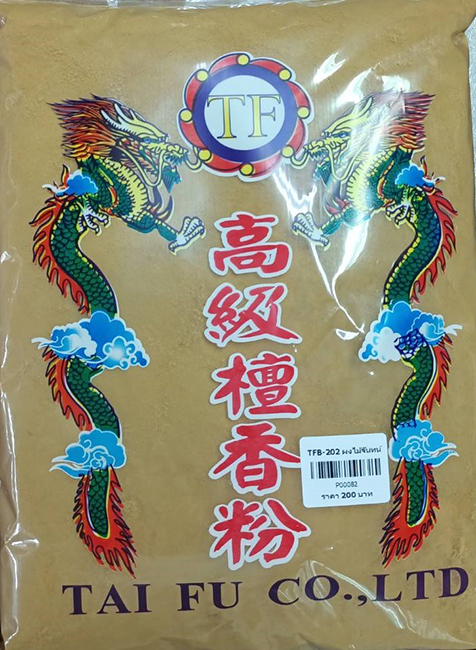 TF
高級檀香粉
TFB-202 ผงไม้จันทน์
P00082
ราคา 200 บาท
TAI FU CO.,LTD